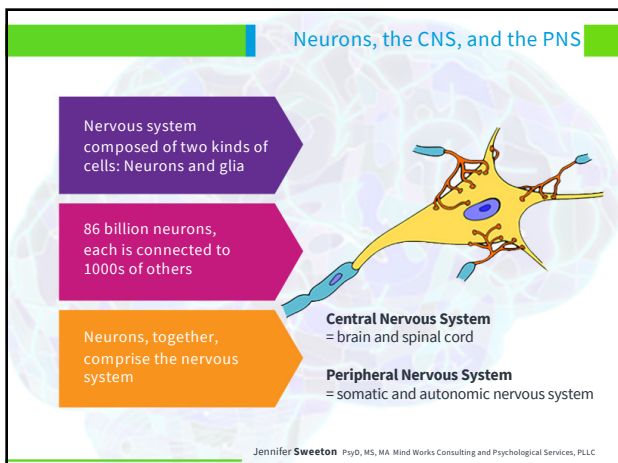 Neurons, the CNS, and the PNS
Nervous system
composed of two kinds of
cells: Neurons and glia
86 billion neurons,
each is connected to
1000s of others
Neurons, together,
comprise the nervous
system
Central Nervous System
= brain and spinal cord
Peripheral Nervous System
= somatic and autonomic nervous system
Jennifer Sweeton PsyD, MS, MA Mind Works Consulting and Psychological Services, PLLC